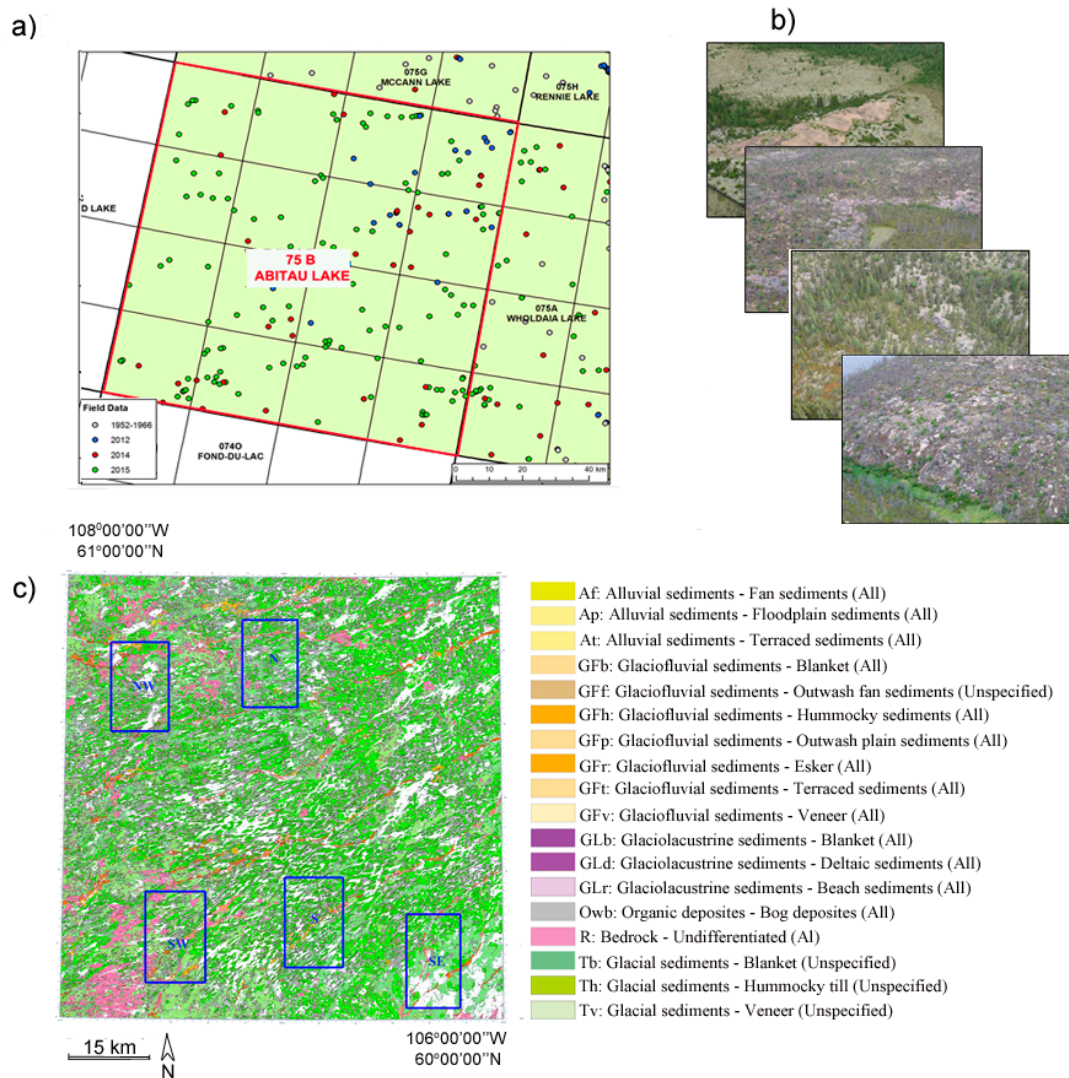 a)
b)
075G
MCCANN LAKE
075H
RENNIE LAKE
D LAKE
75 B
ABITAU LAKE
075A
WHOLDAIA LAKE
Field Data
1952-1966
2012
2014
2015
074O
FOND-DU-LAC
0 20 40 km
108⁰00’00’’W
61°00’00’’N
c)
NW
N
SW
S
SE
15 km
N
106°00’00’’W
60°00’00’’N
Af: Alluvial sediments - Fan sediments (All)
Ap: Alluvial sediments - Floodplain sediments (All)
At: Alluvial sediments - Terraced sediments (All)
GFb: Glaciofluvial sediments - Blanket (All)
GFf: Glaciofluvial sediments - Outwash fan sediments (Unspecified)
GFh: Glaciofluvial sediments - Hummocky sediments (All)
GFp: Glaciofluvial sediments - Outwash plain sediments (All)
GFr: Glaciofluvial sediments - Esker (All)
GFt: Glaciofluvial sediments - Terraced sediments (All)
GFv: Glaciofluvial sediments - Veneer (All)
GLb: Glaciolacustrine sediments - Blanket (All)
GLd: Glaciolacustrine sediments - Deltaic sediments (All)
GLr: Glaciolacustrine sediments - Beach sediments (All)
Owb: Organic deposites - Bog deposites (All)
R: Bedrock - Undifferentiated (Al)
Tb: Glacial sediments - Blanket (Unspecified)
Th: Glacial sediments - Hummocky till (Unspecified)
Tv: Glacial sediments - Veneer (Unspecified)